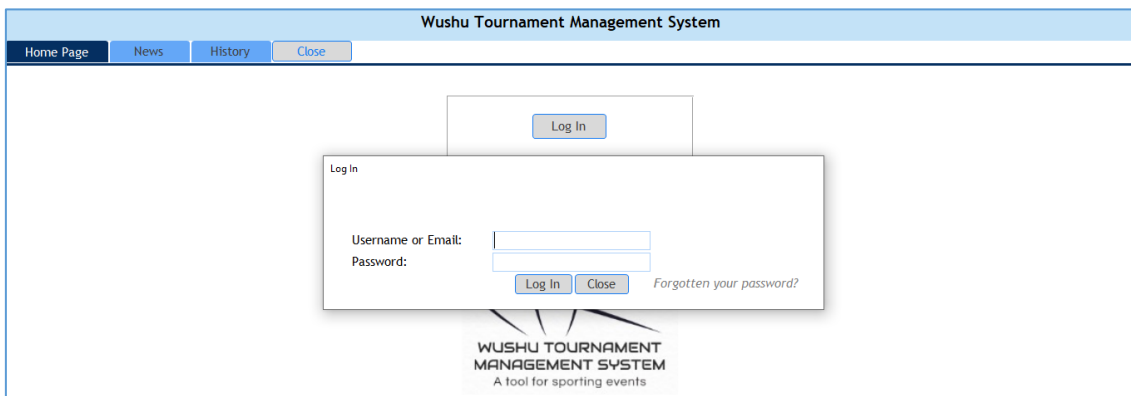 Wushu Tournament Management System
Home Page News History Close
Log In
Log In
Username or Email:
Password:
Log In Close Forgotten your password?
WUSHU TOURNAMENT
MANAGEMENT SYSTEM
A tool for sporting events